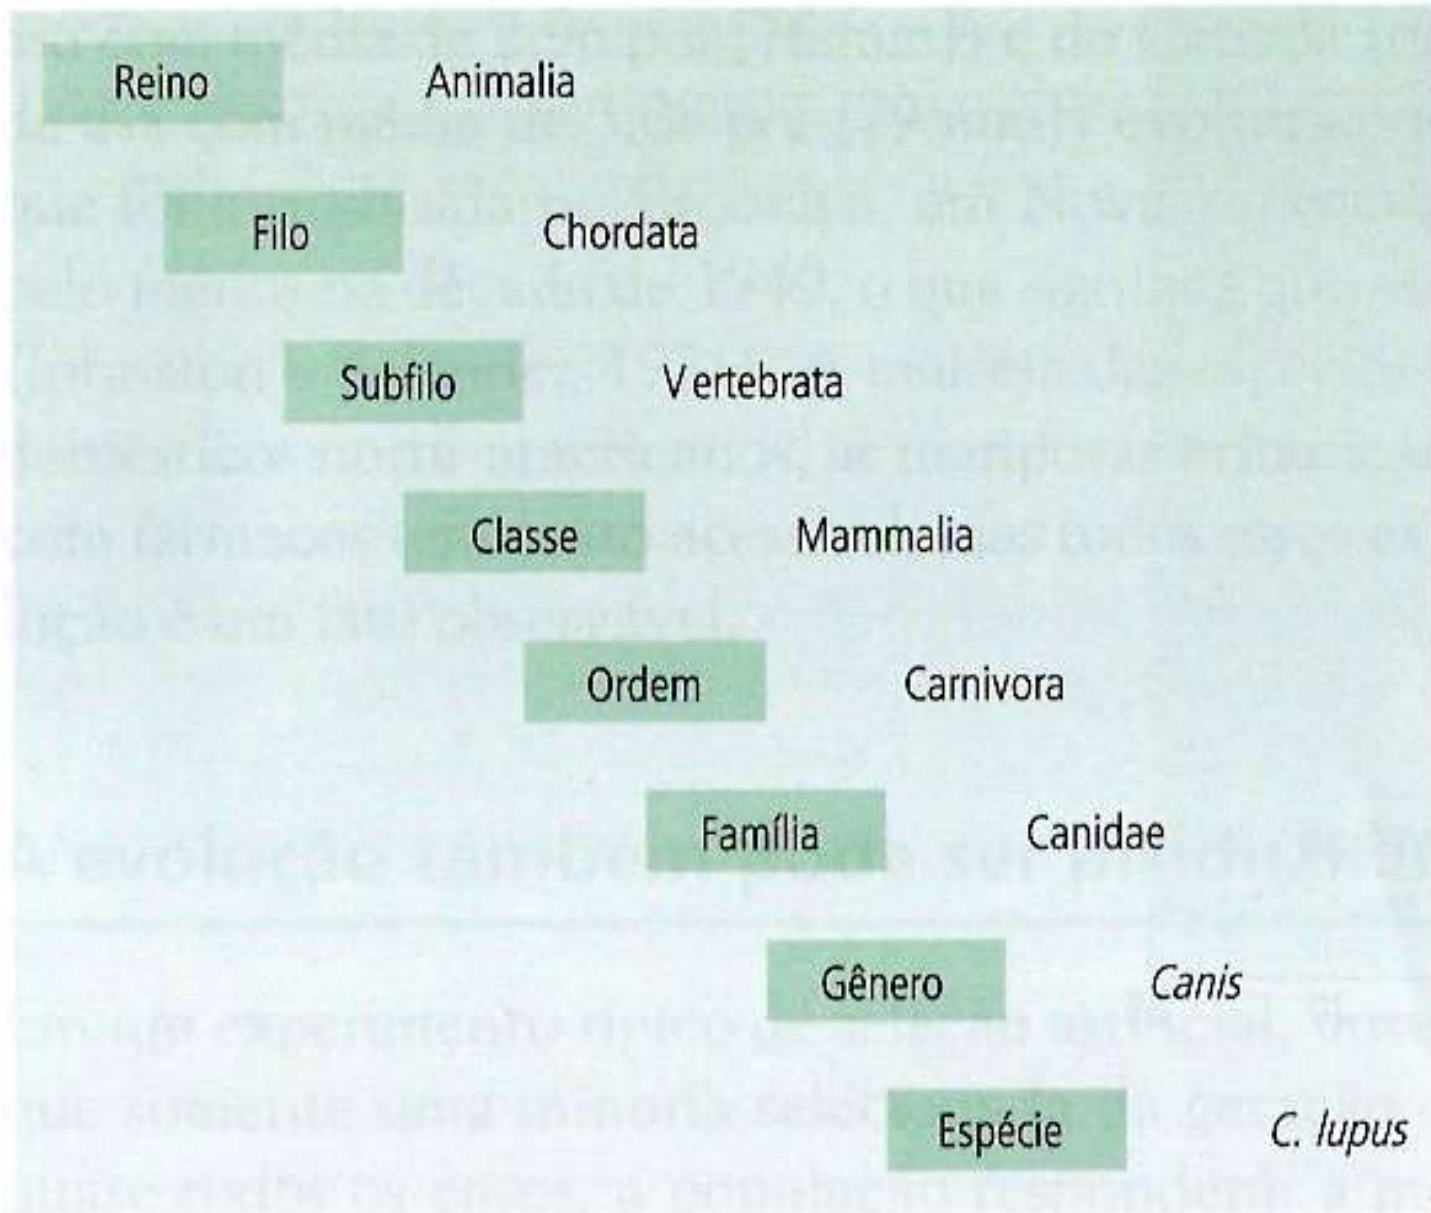 Reino Animalia
Filo Chordata
Subfilo Vertebrata
Classe Mammalia
Ordem Carnivora
Família Canidae
Gênero Canis
Espécie C. lupus